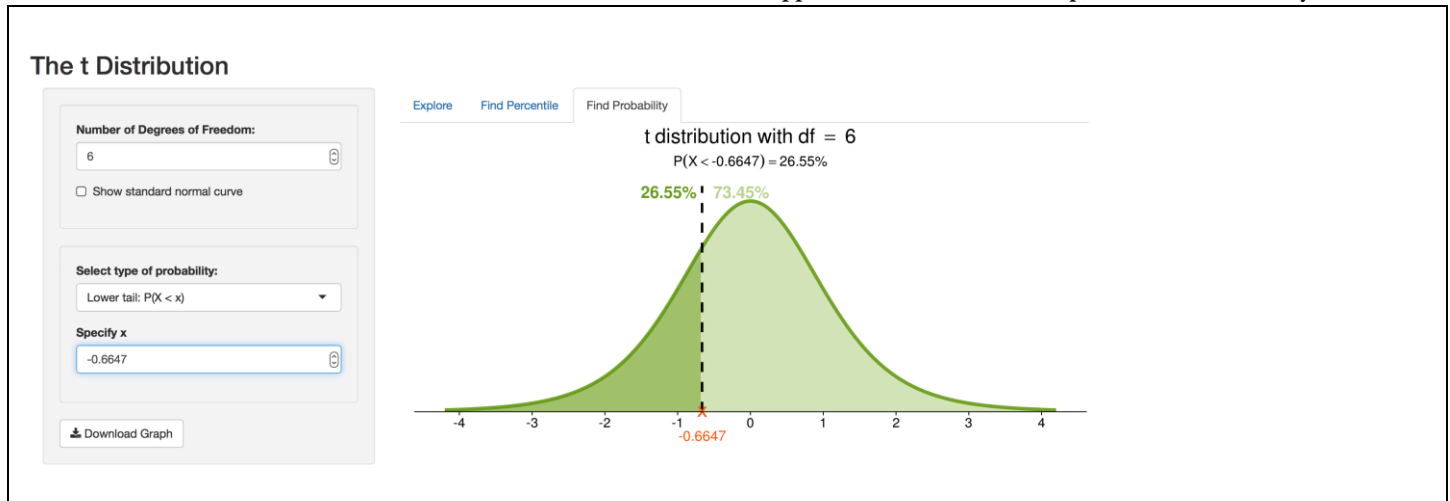 The t Distribution
Number of Degrees of Freedom:
6
Show standard normal curve
Select type of probability:
Lower tail: P(X < x)
Specify x
-0.6647
Download Graph
Explore Find Percentile Find Probability
t distribution with df = 6
P(X < -0.6647) = 26.55%
26.55% 73.45%
-4 -3 -2 -1 0 1 2 3 4
-0.6647